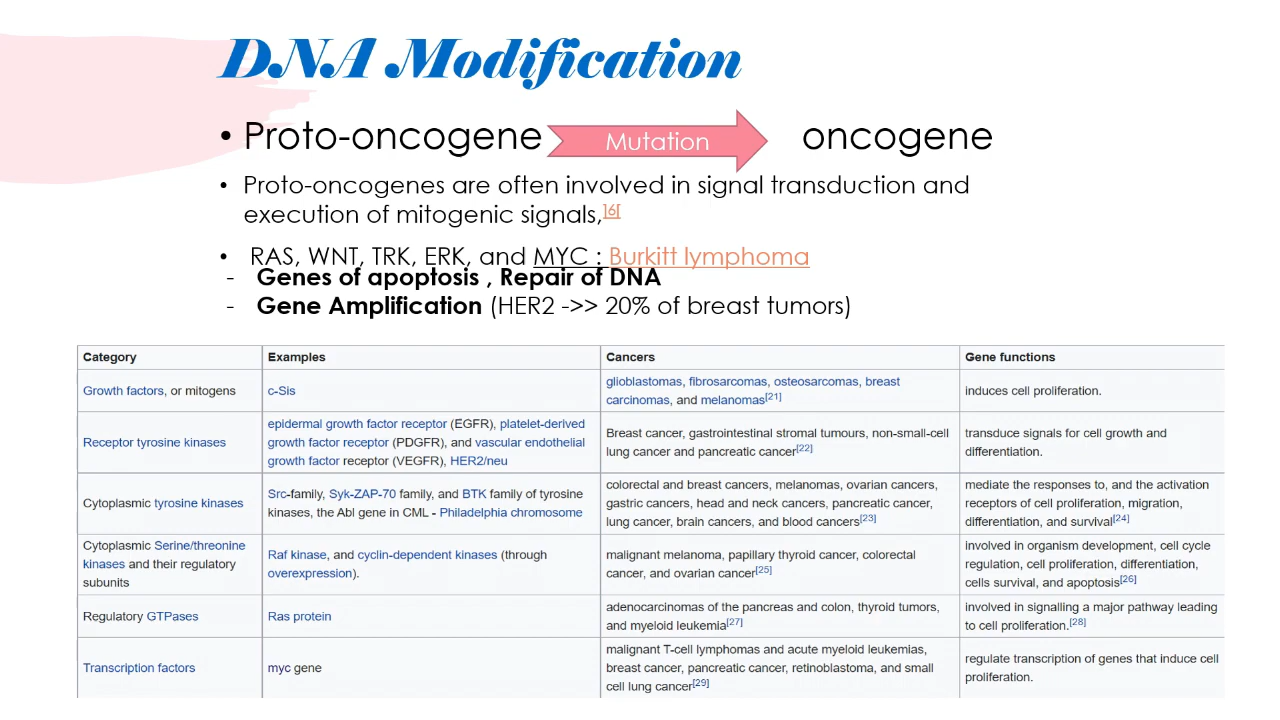 DNA Modification
• Proto-oncogene Mutation oncogene
• Proto-oncogenes are often involved in signal transduction and
execution of mitogenic signals,]6[
• RAS, WNT, TRK, ERK, and MYC : Burkitt lymphoma
- Genes of apoptosis , Repair of DNA
- Gene Amplification (HER2 ->> 20% of breast tumors)
Category Examples Cancers Gene functions
Growth factors, or mitogens
c-Sis
glioblastomas, fibrosarcomas, osteosarcomas, breast
carcinomas, and melanomas[21]
induces cell proliferation.
Receptor tyrosine kinases
epidermal growth factor receptor (EGFR), platelet-derived
growth factor receptor (PDGFR), and vascular endothelial
growth factor receptor (VEGFR), HER2/neu
Breast cancer, gastrointestinal stromal tumours, non-small-cell
lung cancer and pancreatic cancer[22]
transduce signals for cell growth and
differentiation.
Cytoplasmic tyrosine kinases
Src-family, Syk-ZAP-70 family, and BTK family of tyrosine
kinases, the Abl gene in CML - Philadelphia chromosome
colorectal and breast cancers, melanomas, ovarian cancers,
gastric cancers, head and neck cancers, pancreatic cancer,
lung cancer, brain cancers, and blood cancers[23]
mediate the responses to, and the activation
receptors of cell proliferation, migration,
differentiation, and survival[24]
Cytoplasmic Serine/threonine
kinases and their regulatory
subunits
Raf kinase, and cyclin-dependent kinases (through
overexpression).
malignant melanoma, papillary thyroid cancer, colorectal
cancer, and ovarian cancer[25]
involved in organism development, cell cycle
regulation, cell proliferation, differentiation,
cells survival, and apoptosis[26]
Regulatory GTPases
Ras protein
adenocarcinomas of the pancreas and colon, thyroid tumors,
and myeloid leukemia[27]
involved in signalling a major pathway leading
to cell proliferation.[28]
Transcription factors
myc gene
malignant T-cell lymphomas and acute myeloid leukemias,
breast cancer, pancreatic cancer, retinoblastoma, and small
cell lung cancer[29]
regulate transcription of genes that induce cell
proliferation.